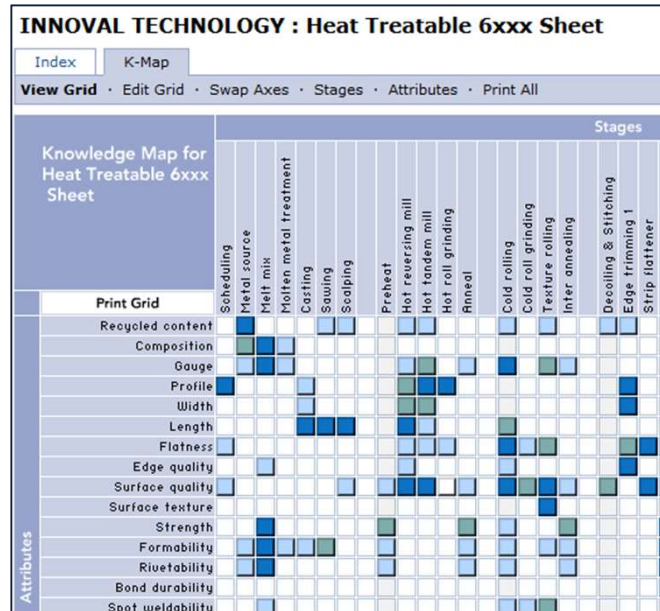 INNOVAL TECHNOLOGY : Heat Treatable 6xxx Sheet
Index
K-Map
View Grid · Edit Grid · Swap Axes · Stages · Attributes · Print All
Stages
Knowledge Map for
Heat Treatable 6xxx
Sheet
Scheduling
Metal source
Melt mix
Molten metal treatment
Casting
Sawing
Scalping
Preheat
Hot reversing mill
Hot tandem mill
Hot roll grinding
Anneal
Cold rolling
Cold roll grinding
Texture rolling
Inter annealing
Decoiling & Stitching
Edge trimming 1
Strip flattener
Print Grid
Attributes
Recycled content
Composition
Gauge
Profile
Width
Length
Flatness
Edge quality
Surface quality
Surface texture
Strength
Formability
Rivetability
Bond durability
Spot weldability